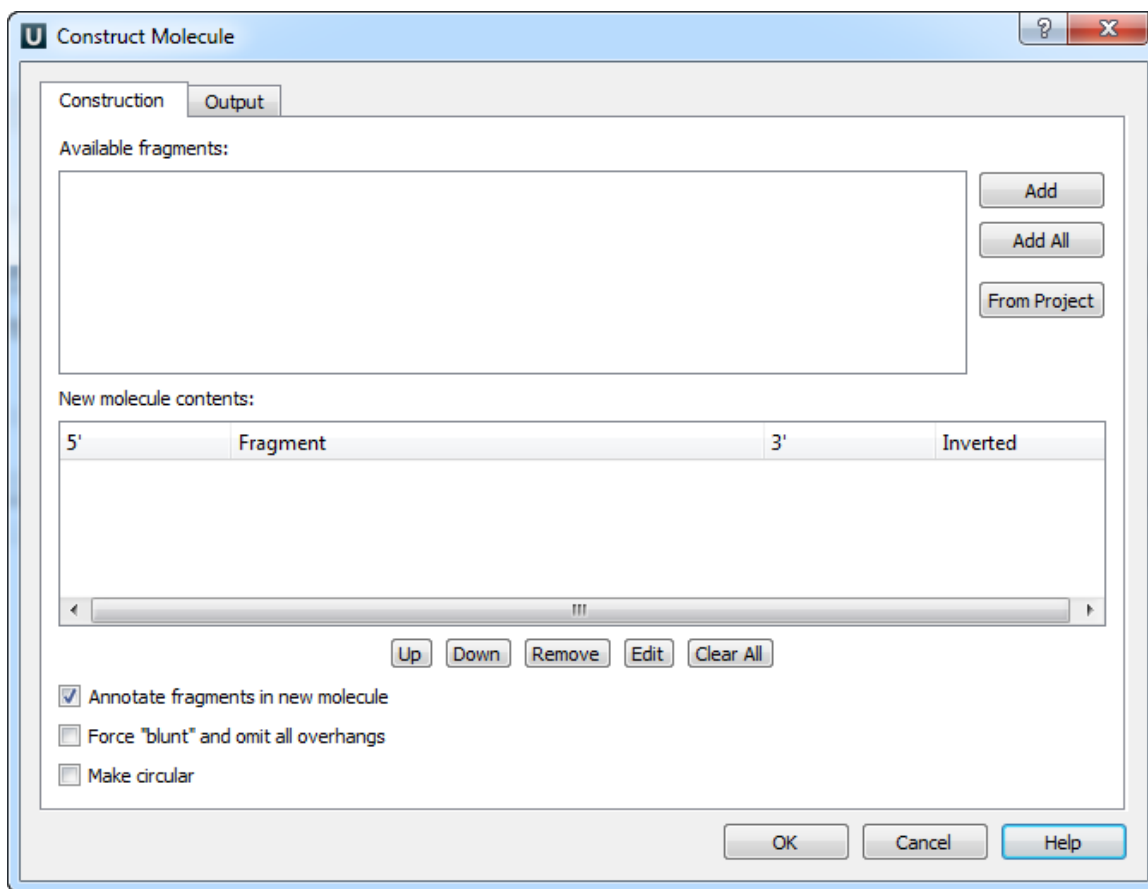 U Construct Molecule ? X
Construction Output
Available fragments:
Add
Add All
From Project
New molecule contents:
5' Fragment 3' Inverted
Up Down Remove Edit Clear All
Annotate fragments in new molecule
Force "blunt" and omit all overhangs
Make circular
OK Cancel Help